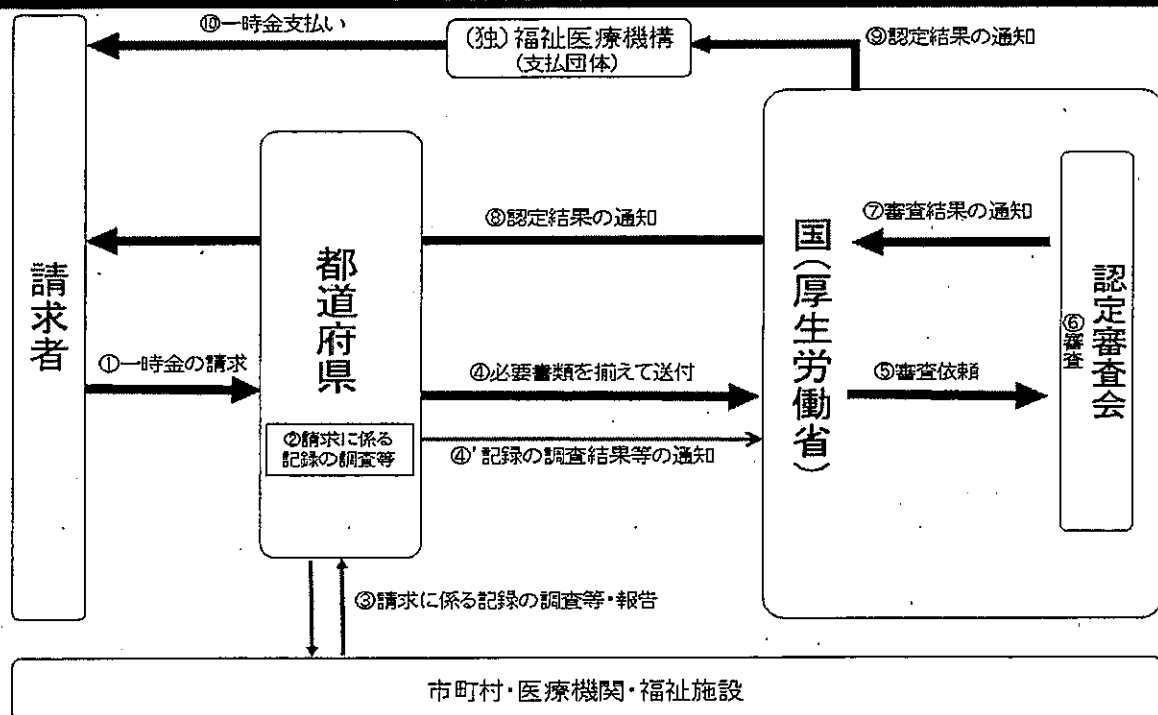 ⑩一時金支払い
(独)福祉医療機構
(支払団体)
⑨認定結果の通知
請求者
都道府県
国(厚生労働省)
認定審査会
⑧認定結果の通知
⑦審査結果の通知
⑥審査
①一時金の請求
④必要書類を揃えて送付
⑤審査依頼
②請求に係る
記録の調査等
④'記録の調査結果等の通知
③請求に係る記録の調査等・報告
市町村・医療機関・福祉施設